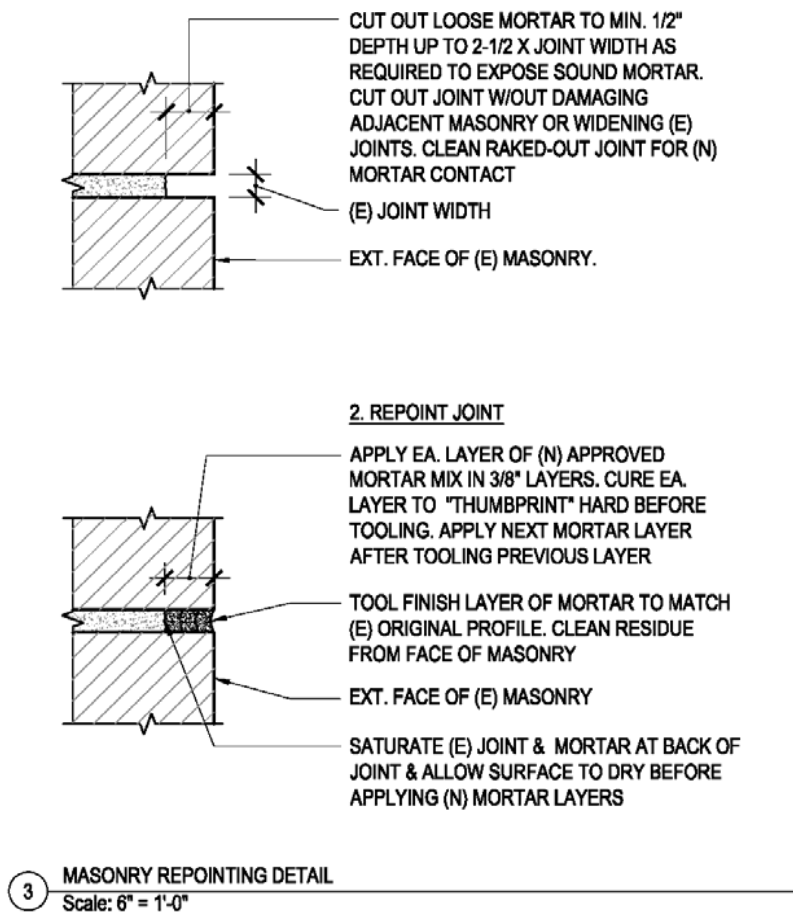 CUT OUT LOOSE MORTAR TO MIN. 1/2"
DEPTH UP TO 2-1/2 X JOINT WIDTH AS
REQUIRED TO EXPOSE SOUND MORTAR.
CUT OUT JOINT W/OUT DAMAGING
ADJACENT MASONRY OR WIDENING (E)
JOINTS. CLEAN RAKED-OUT JOINT FOR (N)
MORTAR CONTACT
(E) JOINT WIDTH
EXT. FACE OF (E) MASONRY.
2. REPOINT JOINT
APPLY EA. LAYER OF (N) APPROVED
MORTAR MIX IN 3/8" LAYERS. CURE EA.
LAYER TO "THUMBPRINT" HARD BEFORE
TOOLING. APPLY NEXT MORTAR LAYER
AFTER TOOLING PREVIOUS LAYER
TOOL FINISH LAYER OF MORTAR TO MATCH
(E) ORIGINAL PROFILE. CLEAN RESIDUE
FROM FACE OF MASONRY
EXT. FACE OF (E) MASONRY
SATURATE (E) JOINT & MORTAR AT BACK OF
JOINT & ALLOW SURFACE TO DRY BEFORE
APPLYING (N) MORTAR LAYERS
3
MASONRY REPOINTING DETAIL
Scale: 6" = 1'-0"